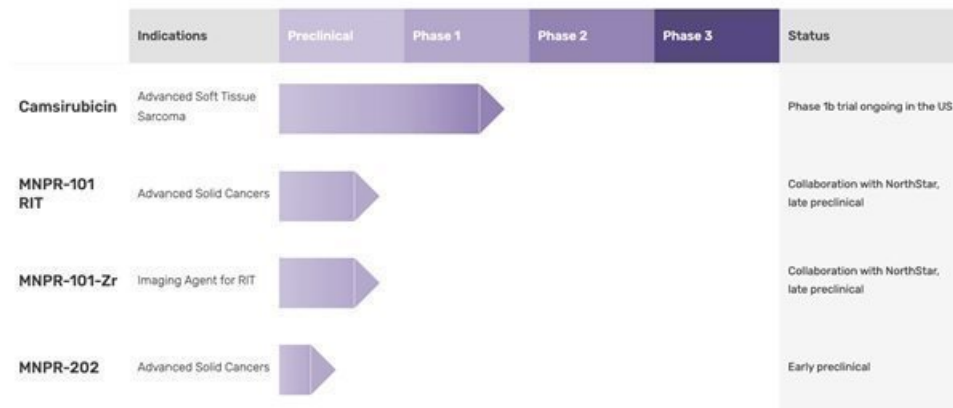 Indications Preclinical Phase 1 Phase 2 Phase 3 Status
Camsirubicin
Advanced Soft Tissue
Sarcoma
Phase 1b trial ongoing in the US
MNPR-101
RIT
Advanced Solid Cancers
Collaboration with NorthStar,
late preclinical
MNPR-101-Zr
Imaging Agent for RIT
Collaboration with NorthStar,
late preclinical
MNPR-202
Advanced Solid Cancers
Early preclinical